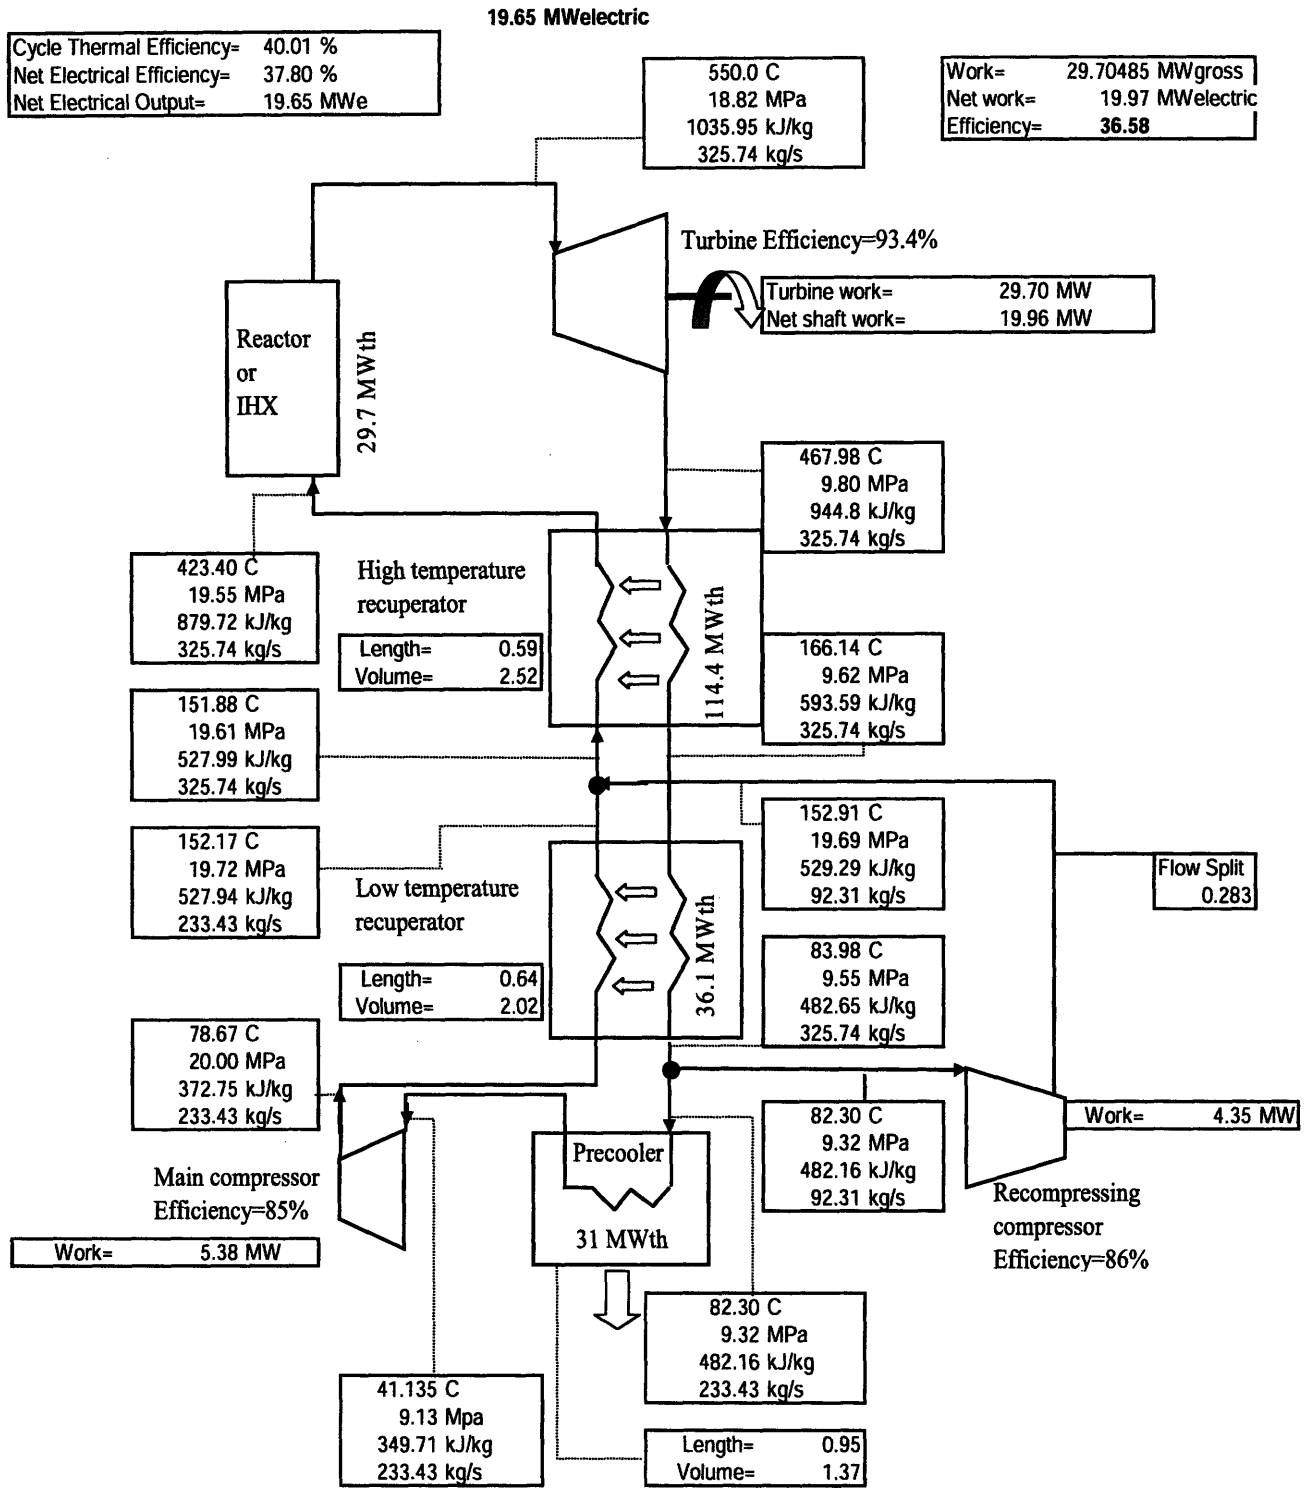 19.65 MWelectric
Cycle Thermal Efficiency= 40.01 %
Net Electrical Efficiency= 37.80 %
Net Electrical Output= 19.65 MWe
550.0 C
18.82 MPa
1035.95 kJ/kg
325.74 kg/s
Work= 29.70485 MWgross
Net work= 19.97 MWelectric
Efficiency= 36.58
Turbine Efficiency=93.4%
Turbine work= 29.70 MW
Net shaft work= 19.96 MW
Reactor
or
IHX
29.7 MWth
467.98 C
9.80 MPa
944.8 kJ/kg
325.74 kg/s
423.40 C
19.55 MPa
879.72 kJ/kg
325.74 kg/s
High temperature
recuperator
Length= 0.59
Volume= 2.52
114.4 MWth
166.14 C
9.62 MPa
593.59 kJ/kg
325.74 kg/s
151.88 C
19.61 MPa
527.99 kJ/kg
325.74 kg/s
152.91 C
19.69 MPa
529.29 kJ/kg
92.31 kg/s
Flow Split
0.283
152.17 C
19.72 MPa
527.94 kJ/kg
233.43 kg/s
Low temperature
recuperator
Length= 0.64
Volume= 2.02
36.1 MWth
83.98 C
9.55 MPa
482.65 kJ/kg
325.74 kg/s
78.67 C
20.00 MPa
372.75 kJ/kg
233.43 kg/s
82.30 C
9.32 MPa
482.16 kJ/kg
92.31 kg/s
Work= 4.35 MW
Recompressing
compressor
Efficiency=86%
Main compressor
Efficiency=85%
Work= 5.38 MW
Precooler
31 MWth
82.30 C
9.32 MPa
482.16 kJ/kg
233.43 kg/s
41.135 C
9.13 Mpa
349.71 kJ/kg
233.43 kg/s
Length= 0.95
Volume= 1.37